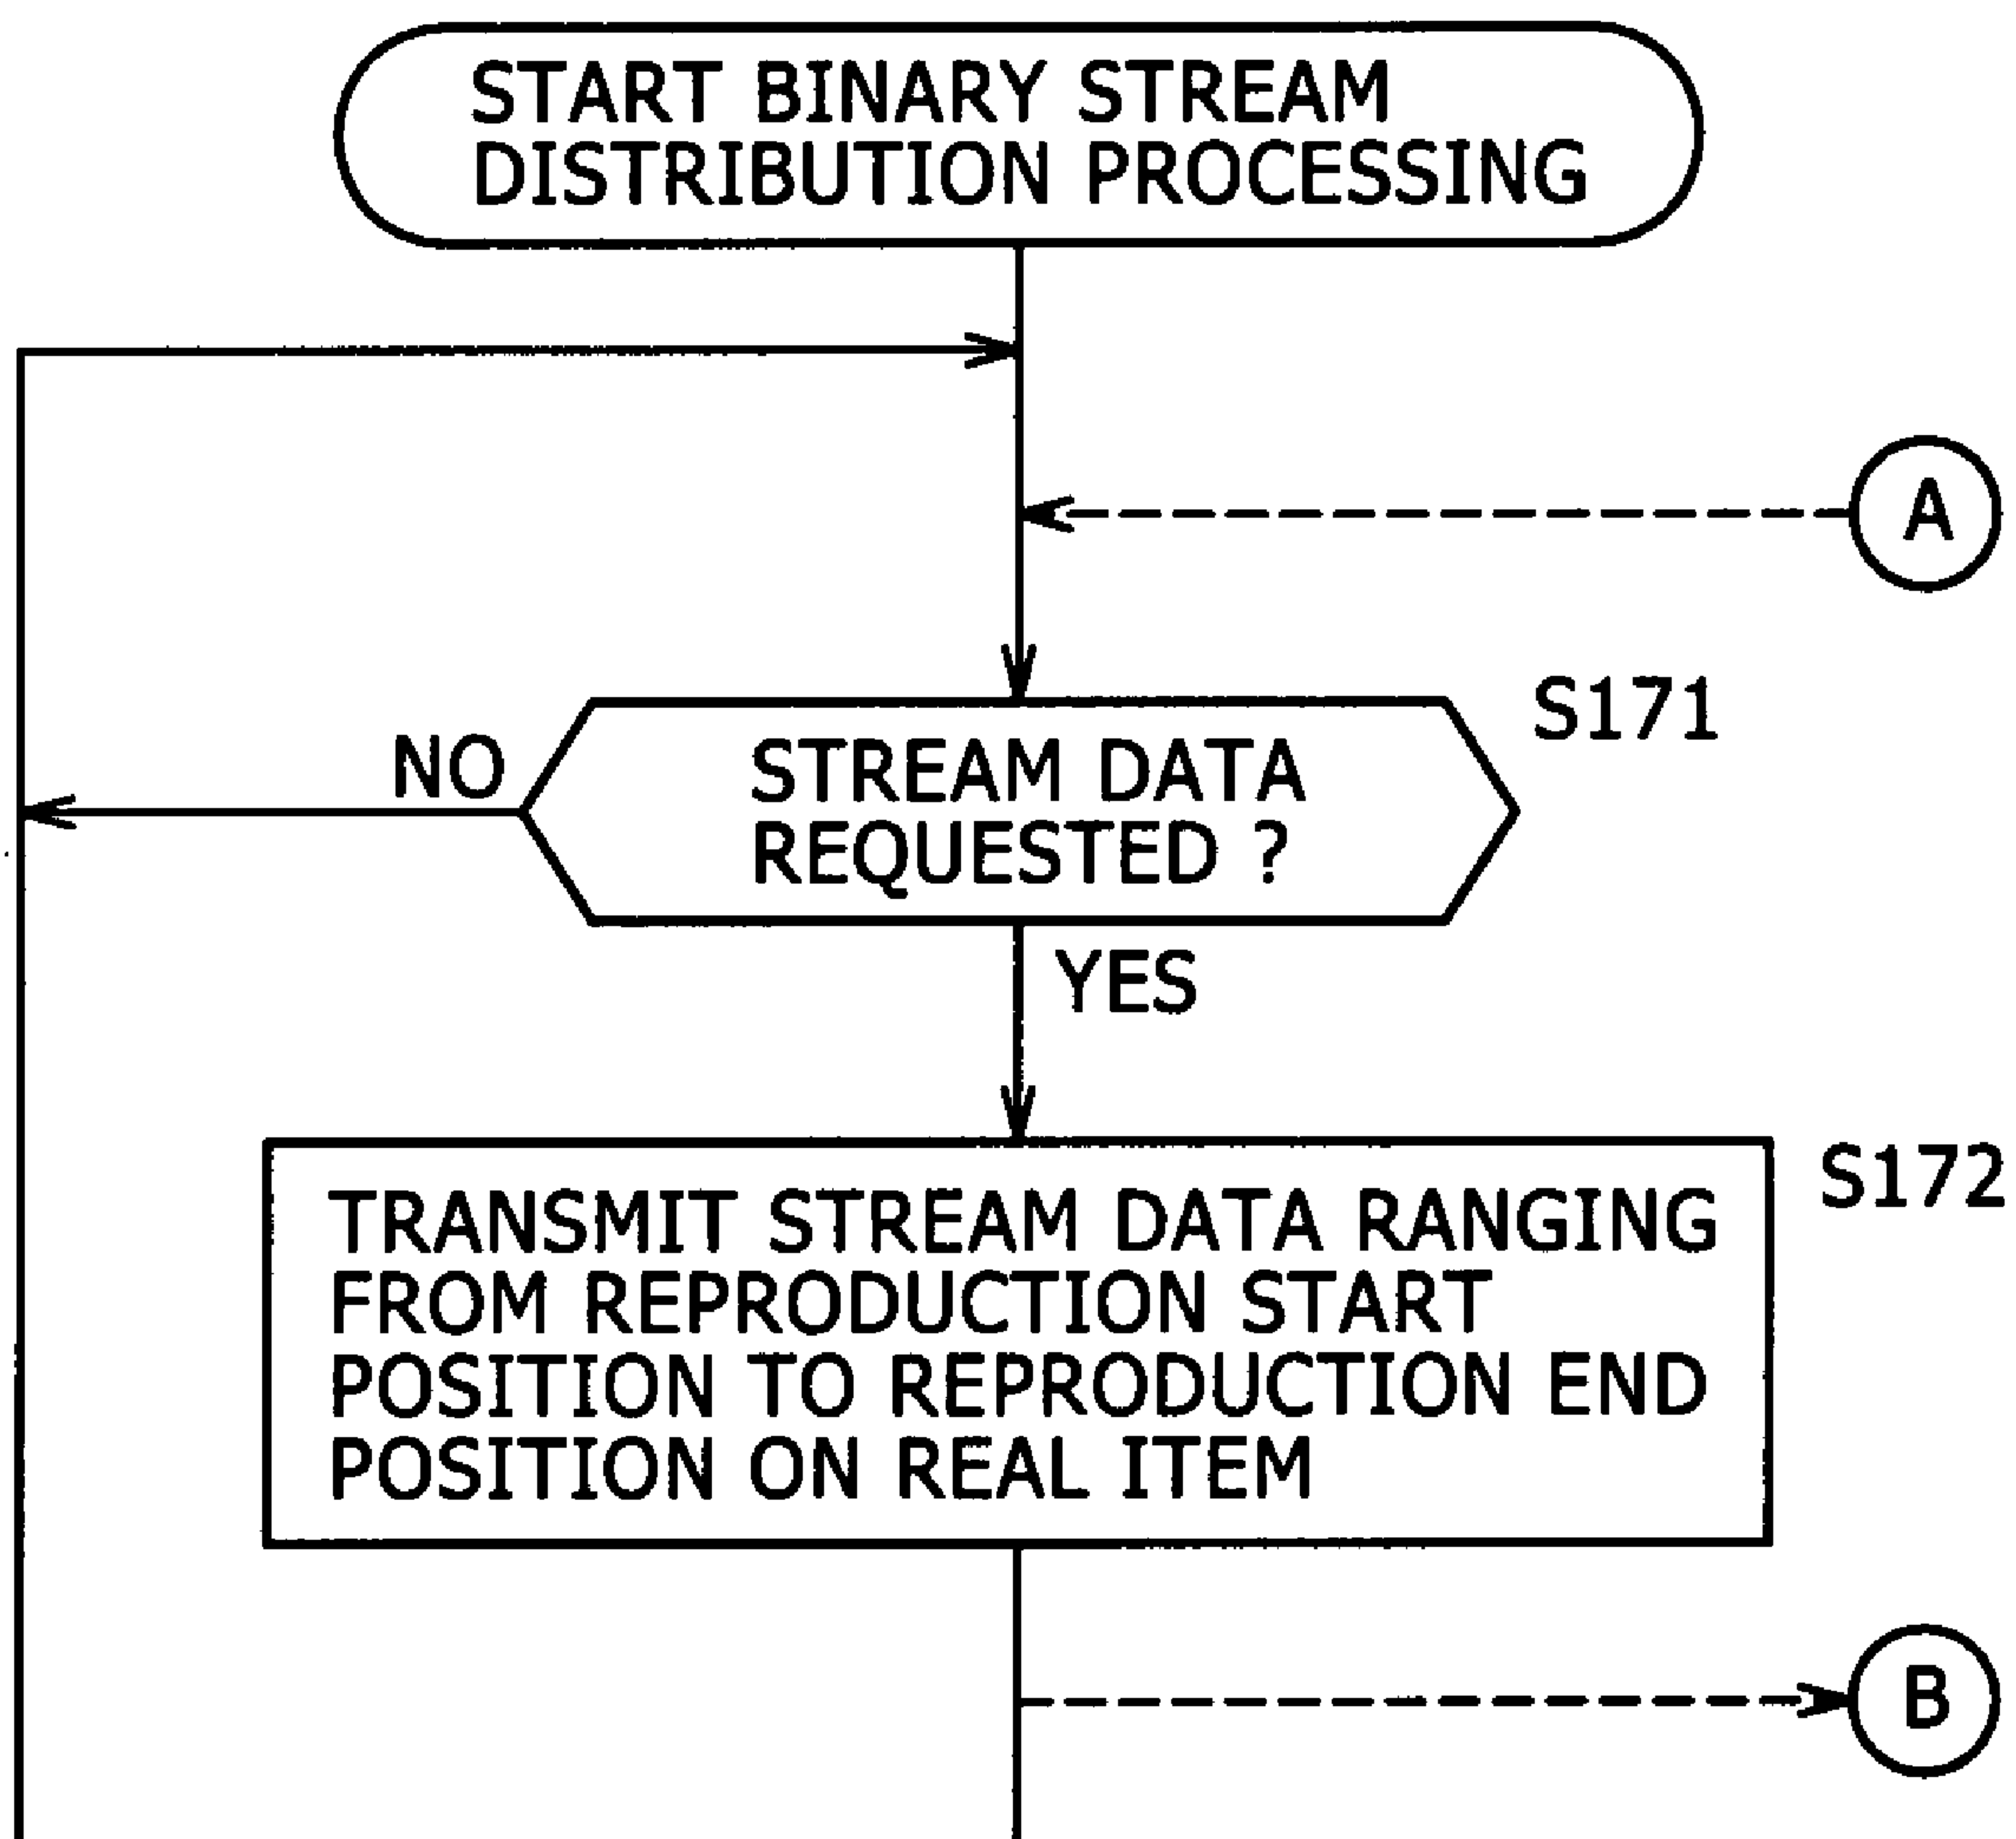 START BINARY STREAM
DISTRIBUTION PROCESSING
A
S171
NO
STREAM DATA
REQUESTED ?
YES
S172
TRANSMIT STREAM DATA RANGING
FROM REPRODUCTION START
POSITION TO REPRODUCTION END
POSITION ON REAL ITEM
B